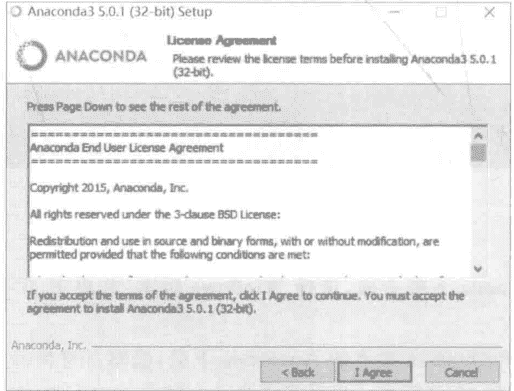 Anaconda3 5.0.1 (32-bit) Setup
ANACONDA
License Agreement
Please review the license terms before installing Anaconda3 5.0.1
(32-bit).
Press Page Down to see the rest of the agreement.
===================================
Anaconda End User License Agreement
===================================
Copyright 2015, Anaconda, Inc.
All rights reserved under the 3-clause BSD License:
Redistribution and use in source and binary forms, with or without modification, are
permitted provided that the following conditions are met:
If you accept the terms of the agreement, click I Agree to continue. You must accept the
agreement to install Anaconda3 5.0.1 (32-bit).
Anaconda, Inc.
< Back
I Agree
Cancel